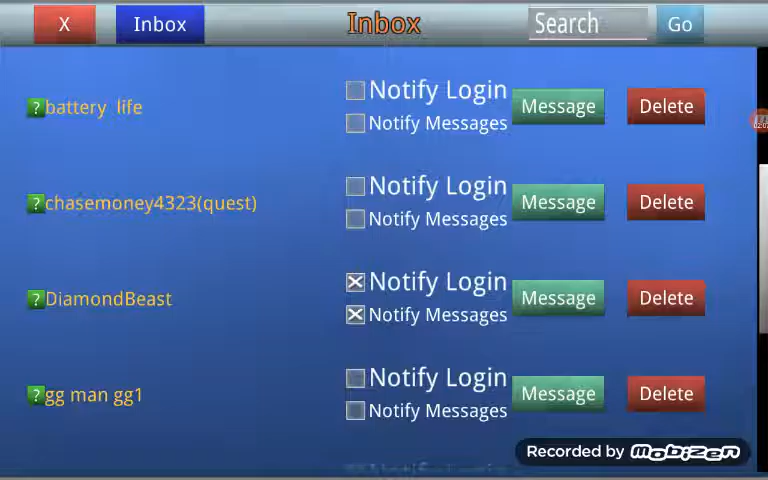 X Inbox Inbox Search Go
? battery life Notify Login Message Delete
Notify Messages
? chasemoney4323(quest) Notify Login Message Delete
Notify Messages
? DiamondBeast Notify Login Message Delete
Notify Messages
? gg man gg1 Notify Login Message Delete
Notify Messages
Recorded by mobizen